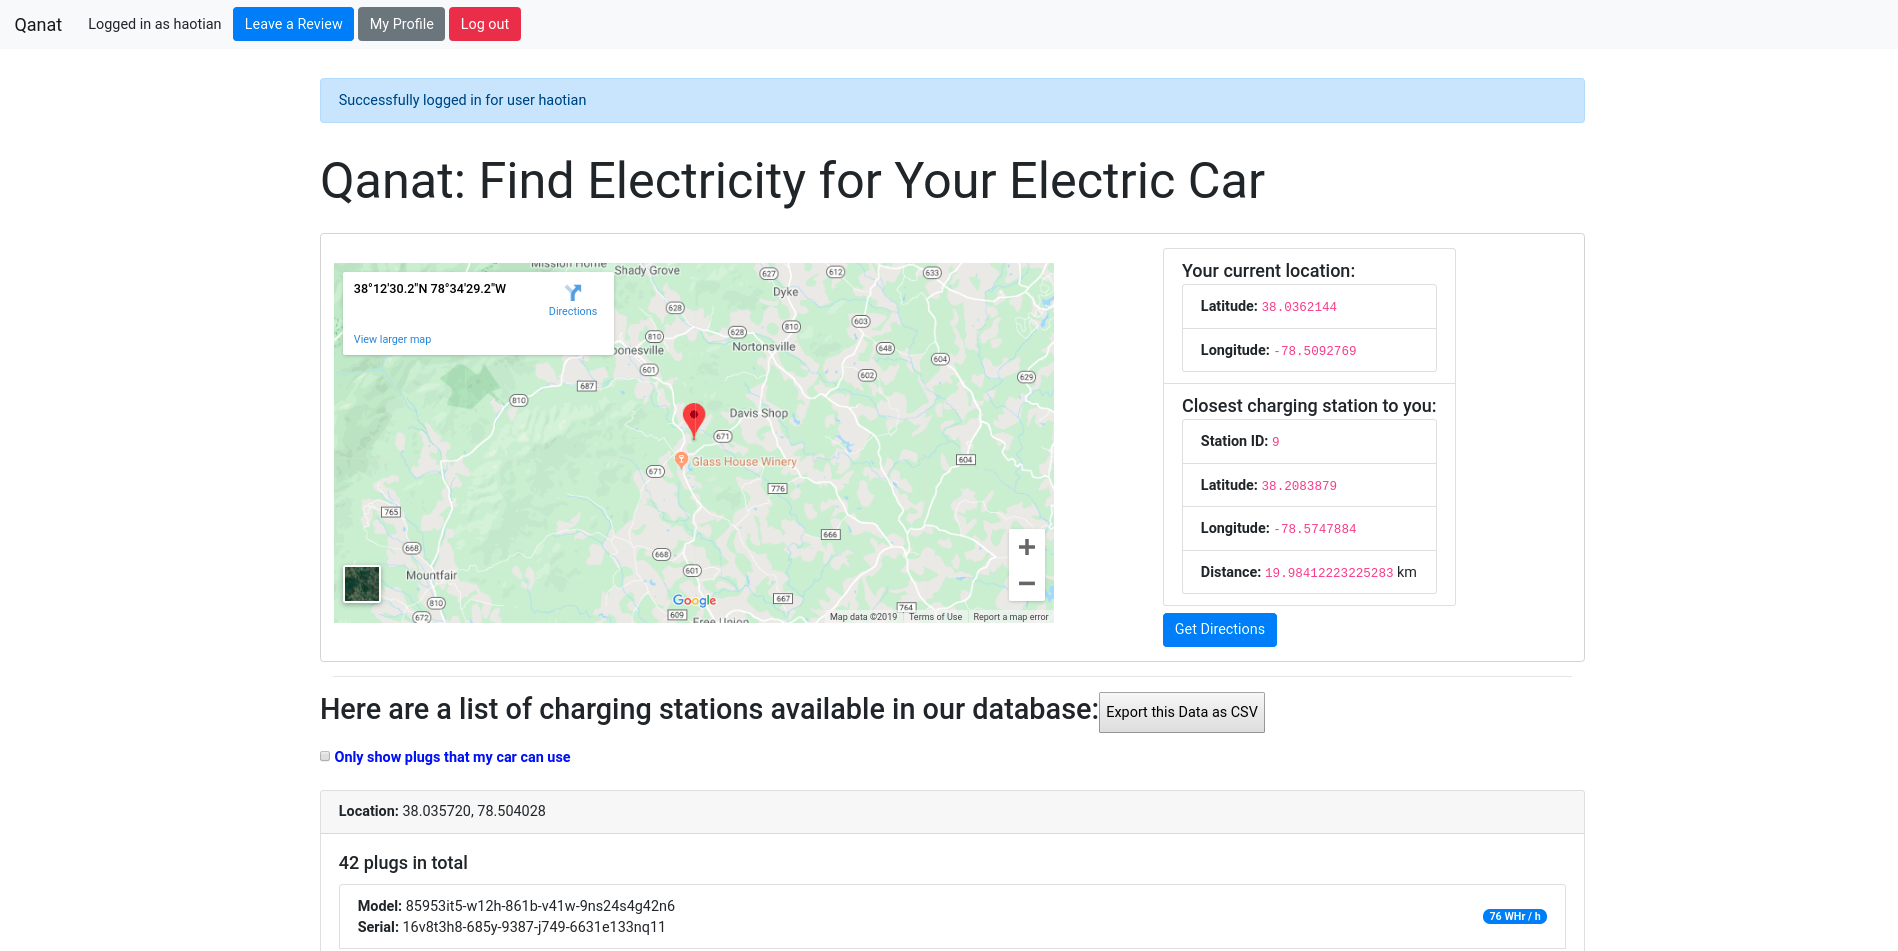 Qanat
Logged in as haotian
Leave a Review
My Profile
Log out
Successfully logged in for user haotian
Qanat: Find Electricity for Your Electric Car
38°12'30.2"N 78°34'29.2"W
Directions
View larger map
Mission Home
Shady Grove
627
612
633
Dyke
628
603
810
628
810
Nortonsville
648
604
601
602
629
687
810
Davis Shop
671
Glass House Winery
604
671
776
765
666
668
668
601
Mountfair
667
810
609
764
672
Free Union
Google
Map data ©2019
Terms of Use
Report a map error
Your current location:
Latitude: 38.0362144
Longitude: -78.5092769
Closest charging station to you:
Station ID: 9
Latitude: 38.2083879
Longitude: -78.5747884
Distance: 19.98412223225283 km
Get Directions
Here are a list of charging stations available in our database:
Export this Data as CSV
Only show plugs that my car can use
Location: 38.035720, 78.504028
42 plugs in total
Model: 85953it5-w12h-861b-v41w-9ns24s4g42n6
Serial: 16v8t3h8-685y-9387-j749-6631e133nq11
76 WHr / h